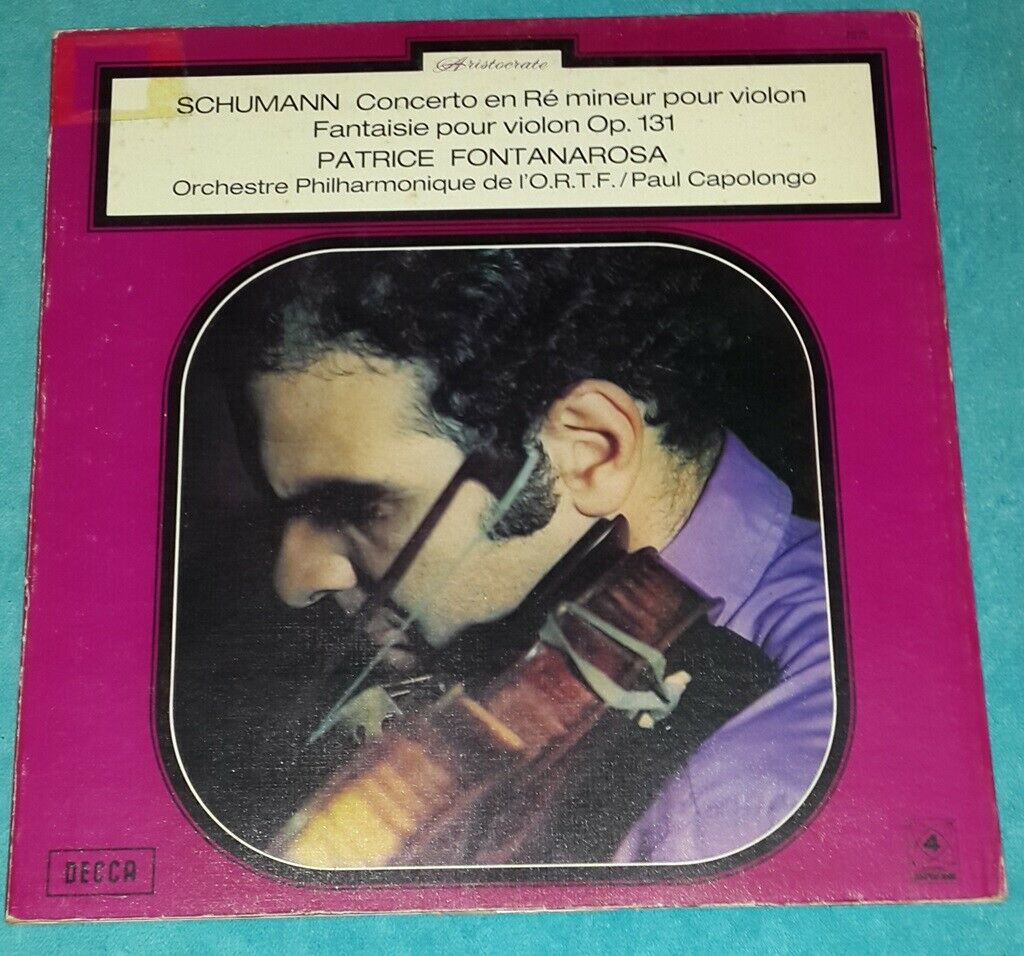 Aristocrate
SCHUMANN Concerto en Ré mineur pour violon
Fantaisie pour violon Op. 131
PATRICE FONTANAROSA
Orchestre Philharmonique de l'O.R.T.F. / Paul Capolongo
DECCA
4